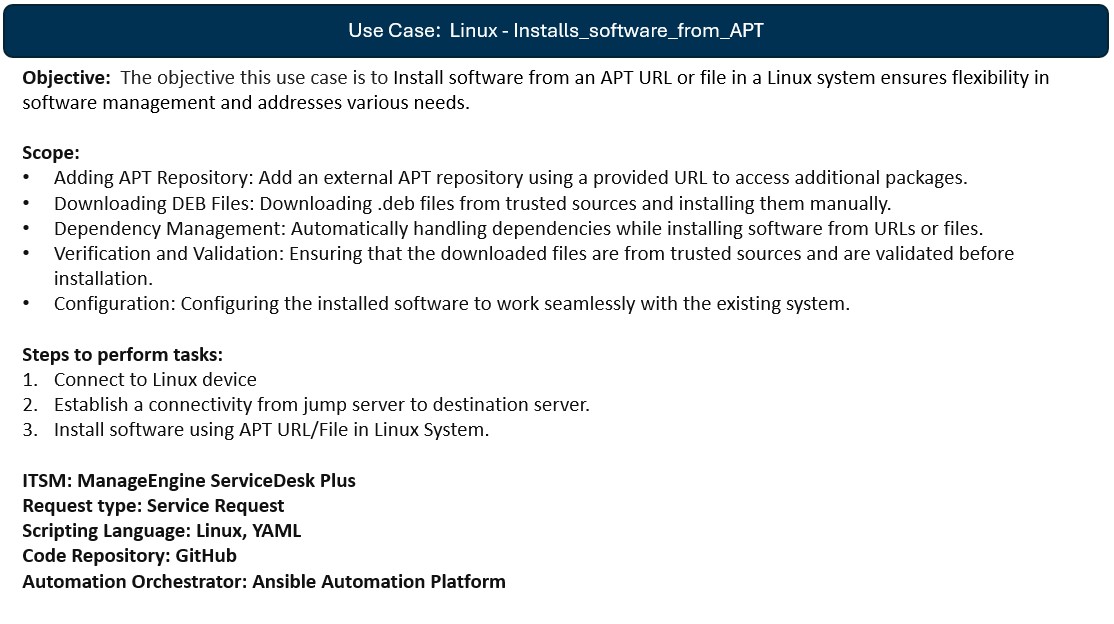 Use Case:  Linux - Installs_software_from_APT
Objective:  The objective this use case is to Install software from an APT URL or file in a Linux system ensures flexibility in
software management and addresses various needs.
Scope:
• Adding APT Repository: Add an external APT repository using a provided URL to access additional packages.
• Downloading DEB Files: Downloading .deb files from trusted sources and installing them manually.
• Dependency Management: Automatically handling dependencies while installing software from URLs or files.
• Verification and Validation: Ensuring that the downloaded files are from trusted sources and are validated before
installation.
• Configuration: Configuring the installed software to work seamlessly with the existing system.
Steps to perform tasks:
1. Connect to Linux device
2. Establish a connectivity from jump server to destination server.
3. Install software using APT URL/File in Linux System.
ITSM: ManageEngine ServiceDesk Plus
Request type: Service Request
Scripting Language: Linux, YAML
Code Repository: GitHub
Automation Orchestrator: Ansible Automation Platform